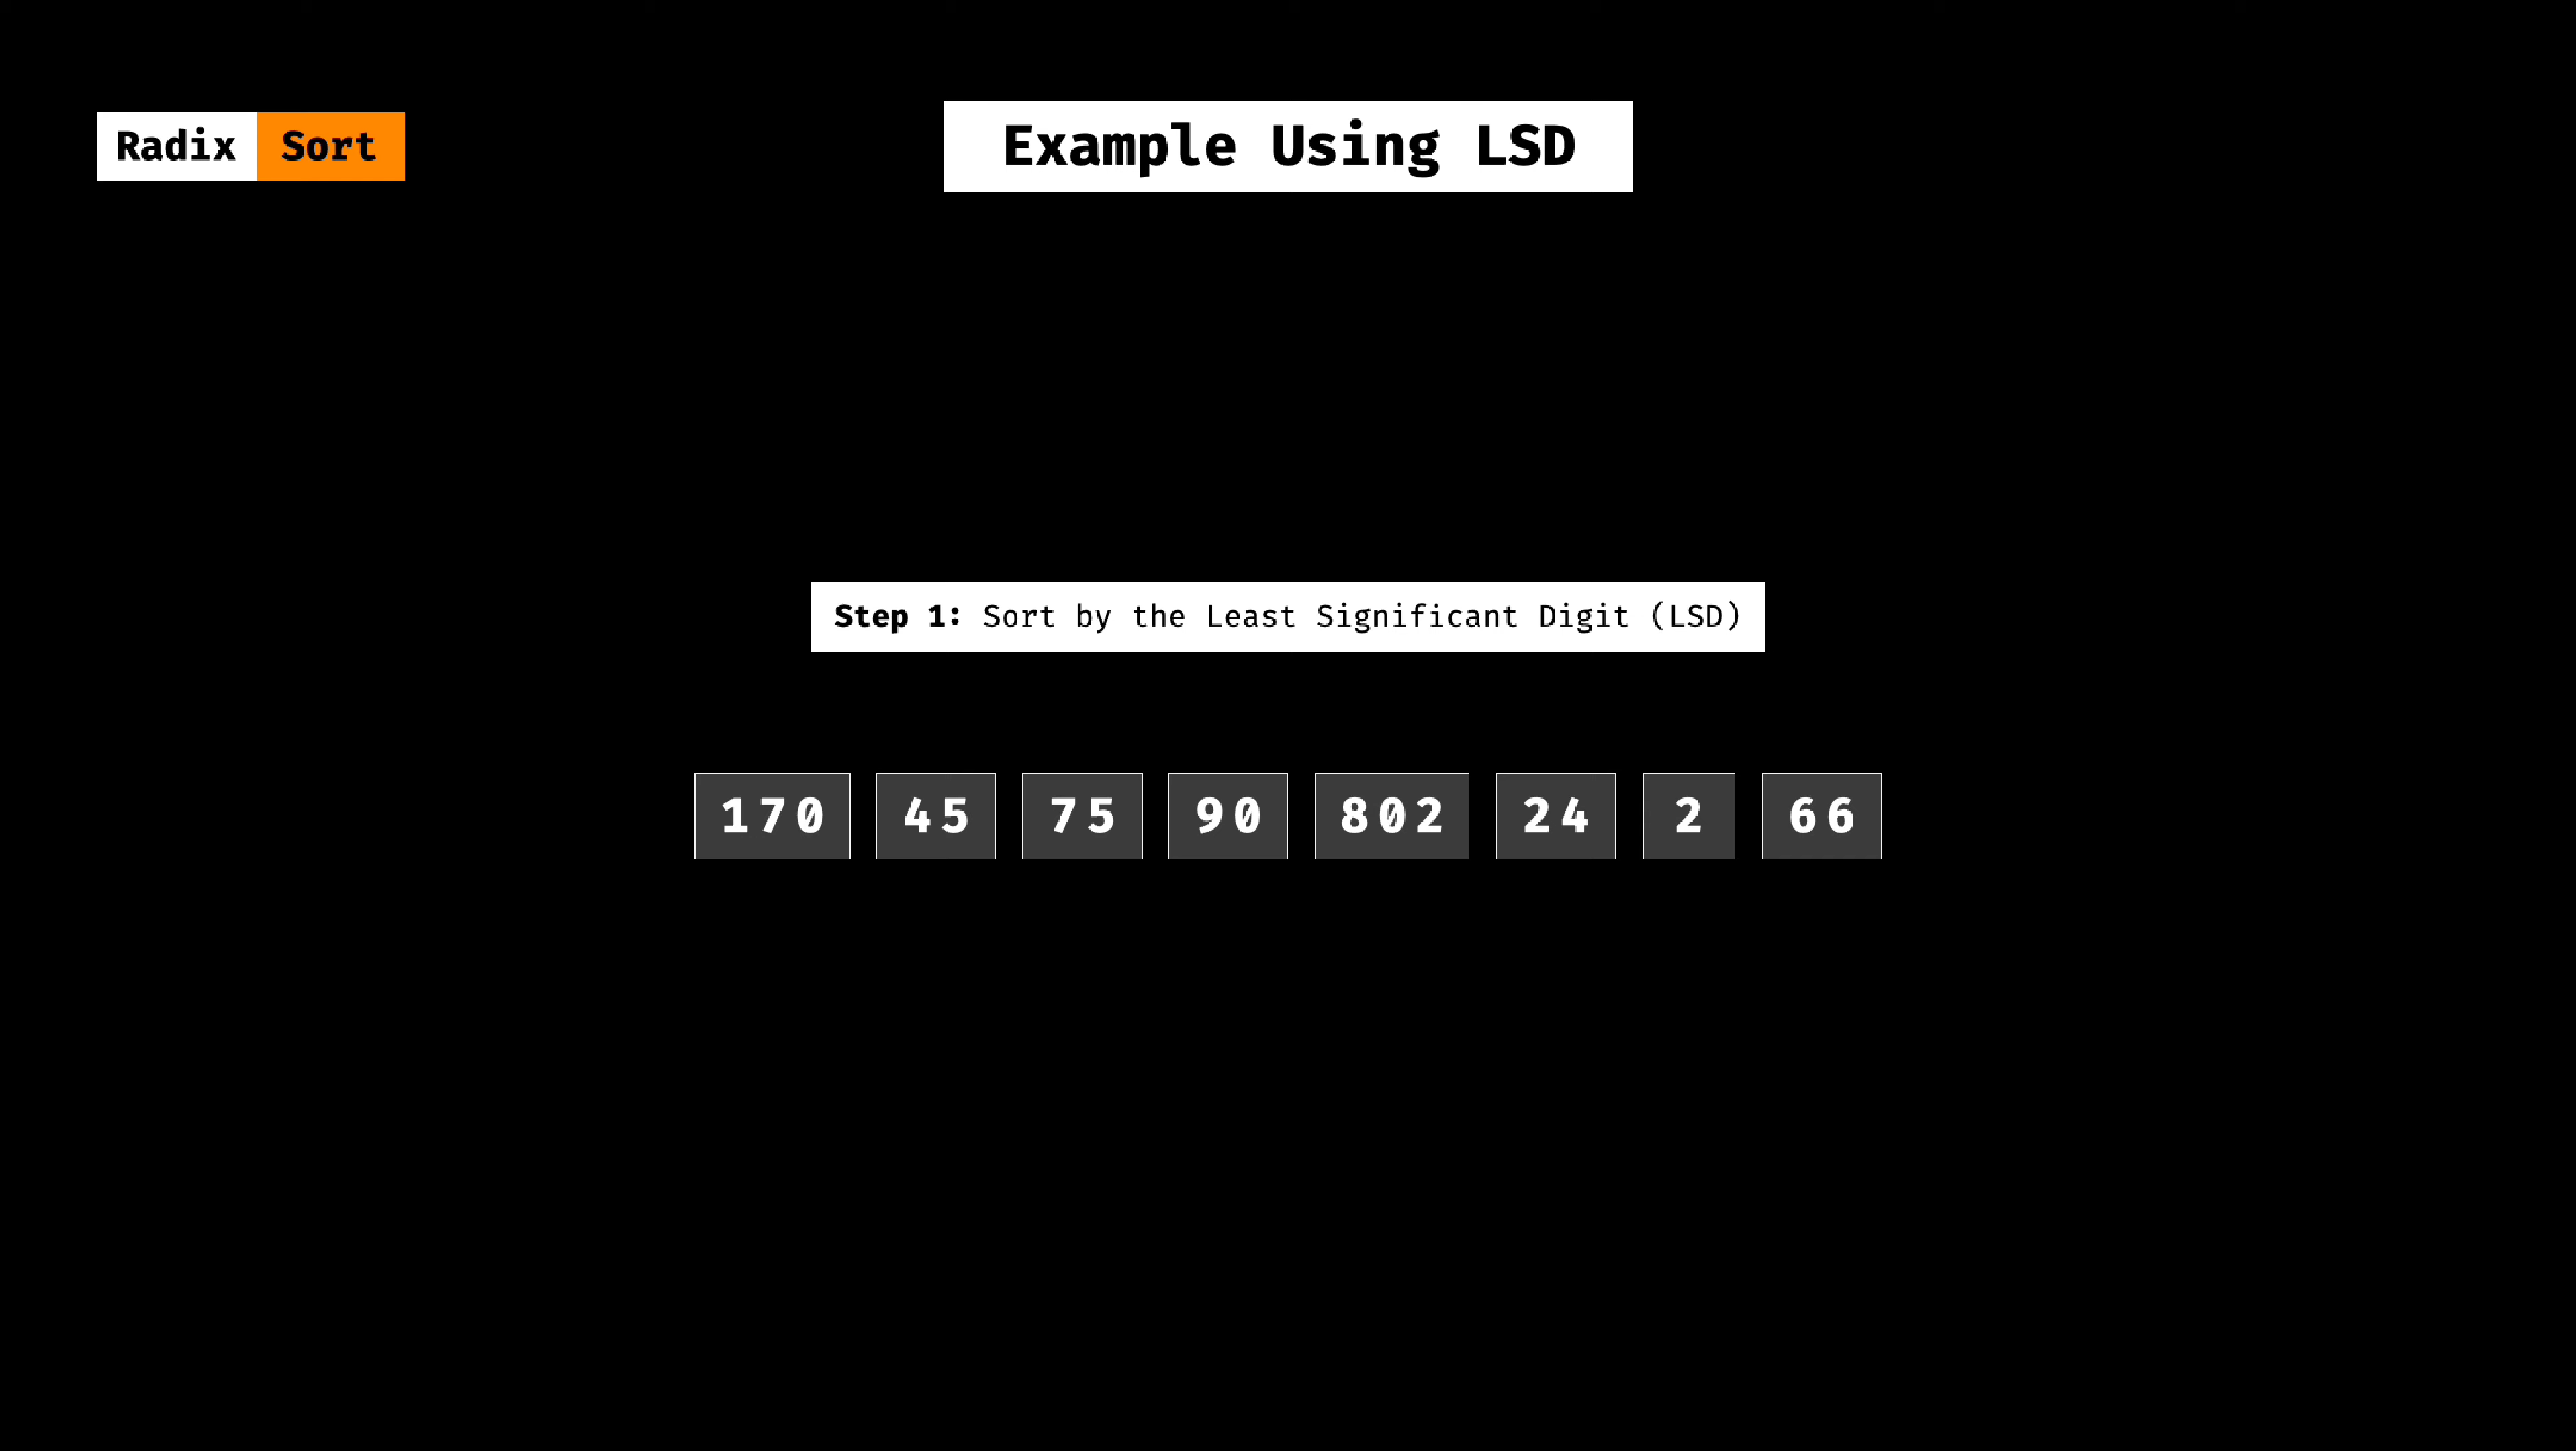 Radix Sort
Example Using LSD
Step 1: Sort by the Least Significant Digit (LSD)
170 45 75 90 802 24 2 66